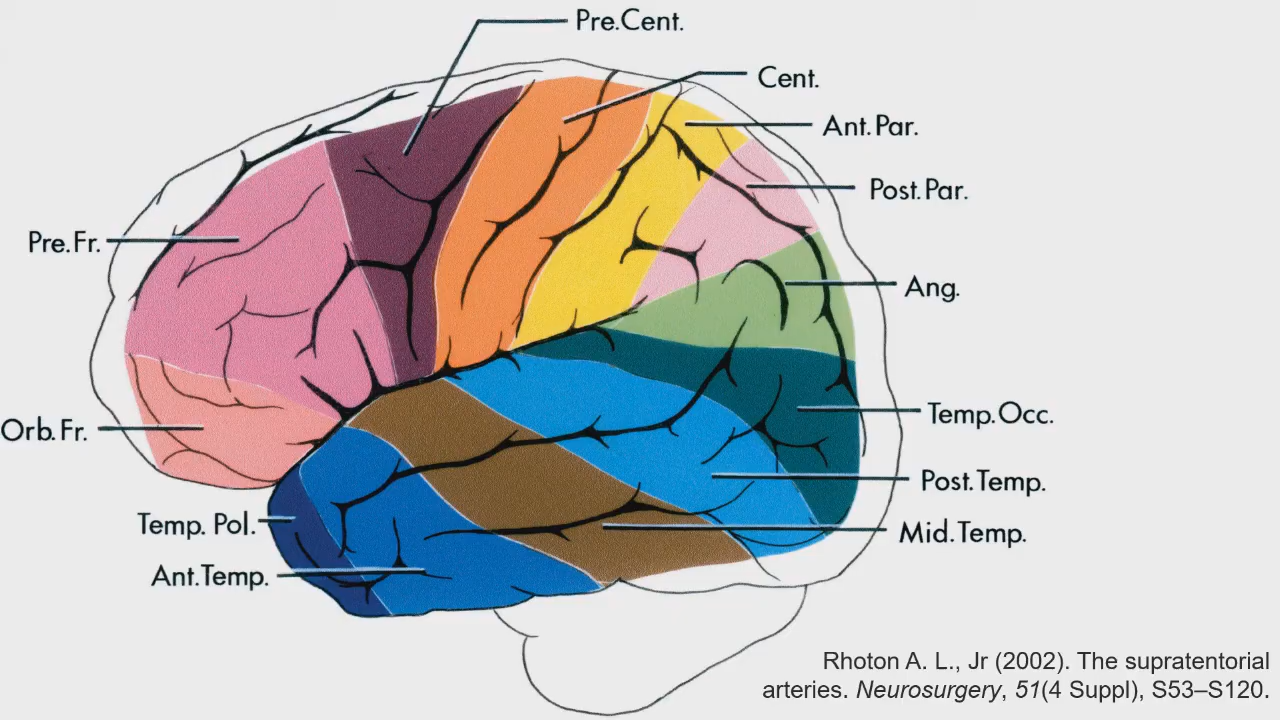 Pre.Cent.
Cent.
Ant.Par.
Post.Par.
Pre.Fr.
Ang.
Temp.Occ.
Orb.Fr.
Post.Temp.
Temp. Pol.
Mid.Temp.
Ant.Temp.
Rhoton A. L., Jr (2002). The supratentorial
arteries. Neurosurgery, 51(4 Suppl), S53–S120.